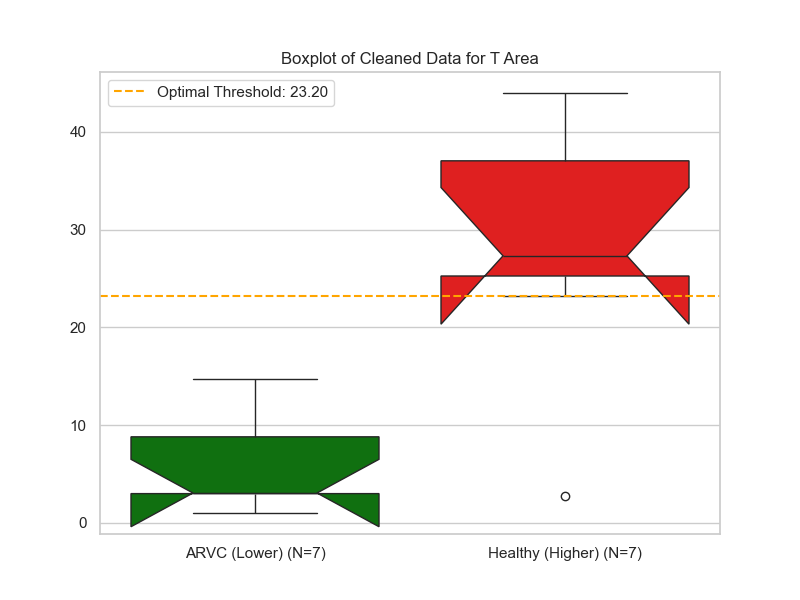 Boxplot of Cleaned Data for T Area
Optimal Threshold: 23.20
40
30
20
10
0
ARVC (Lower) (N=7)
Healthy (Higher) (N=7)